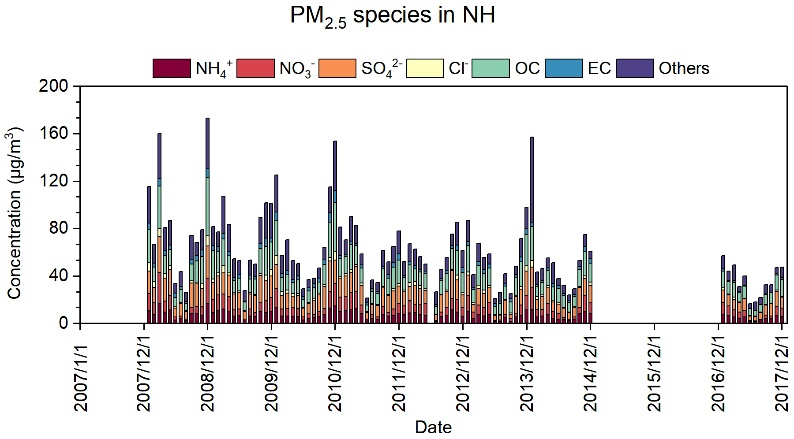 PM2.5 species in NH
NH4+ NO3- SO42- Cl- OC EC Others
Concentration (μg/m3)
200
160
120
80
40
0
2007/1/1 2007/12/1 2008/12/1 2009/12/1 2010/12/1 2011/12/1 2012/12/1 2013/12/1 2014/12/1 2015/12/1 2016/12/1 2017/12/1
Date